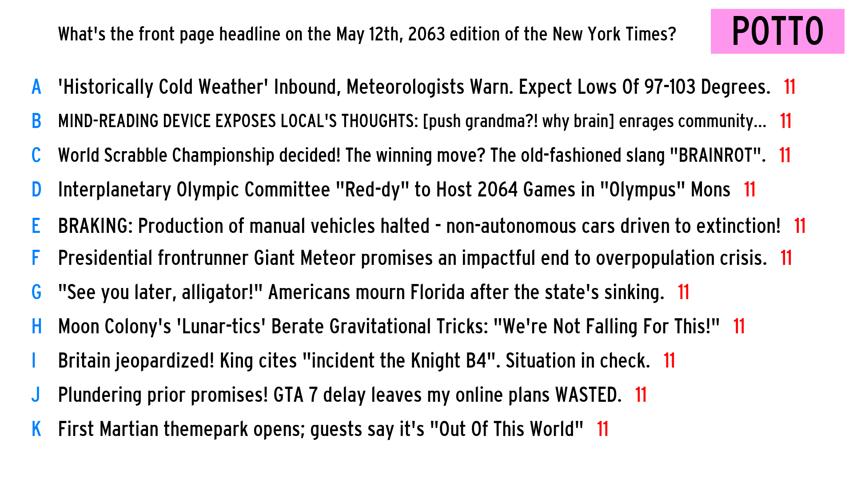 What's the front page headline on the May 12th, 2063 edition of the New York Times? POTTO
A 'Historically Cold Weather' Inbound, Meteorologists Warn. Expect Lows Of 97-103 Degrees. 11
B MIND-READING DEVICE EXPOSES LOCAL'S THOUGHTS: [push grandma?! why brain] enrages community... 11
C World Scrabble Championship decided! The winning move? The old-fashioned slang "BRAINROT". 11
D Interplanetary Olympic Committee "Red-dy" to Host 2064 Games in "Olympus" Mons 11
E BRAKING: Production of manual vehicles halted - non-autonomous cars driven to extinction! 11
F Presidential frontrunner Giant Meteor promises an impactful end to overpopulation crisis. 11
G "See you later, alligator!" Americans mourn Florida after the state's sinking. 11
H Moon Colony's 'Lunar-tics' Berate Gravitational Tricks: "We're Not Falling For This!" 11
I Britain jeopardized! King cites "incident the Knight B4". Situation in check. 11
J Plundering prior promises! GTA 7 delay leaves my online plans WASTED. 11
K First Martian themepark opens; guests say it's "Out Of This World" 11